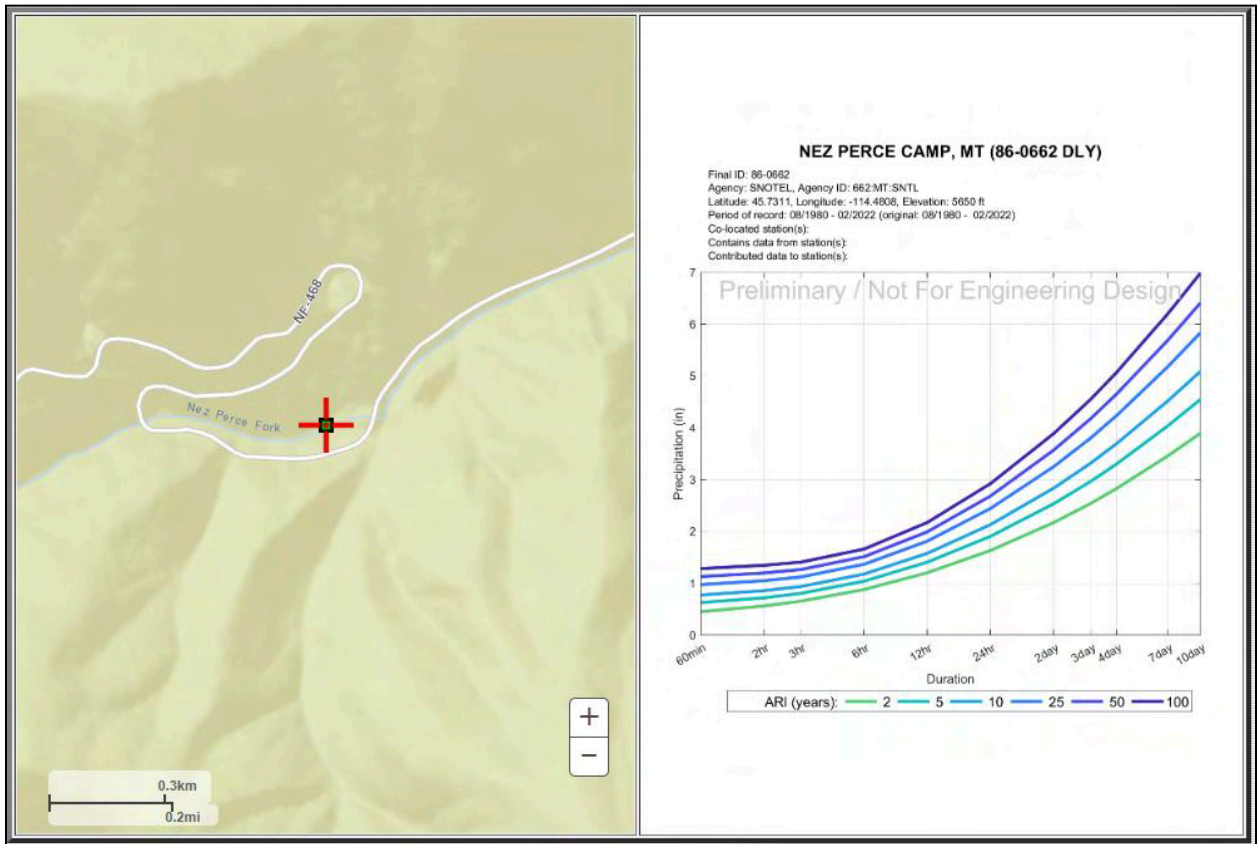 NF-468
Nez Perce Fork
+
−
0.3km
0.2mi
NEZ PERCE CAMP, MT (86-0662 DLY)
Final ID: 86-0662
Agency: SNOTEL, Agency ID: 662:MT:SNTL
Latitude: 45.7311, Longitude: -114.4808, Elevation: 5650 ft
Period of record: 08/1980 - 02/2022 (original: 08/1980 - 02/2022)
Co-located station(s):
Contains data from station(s):
Contributed data to station(s):
Preliminary / Not For Engineering Design
Precipitation (in)
7
6
5
4
3
2
1
0
60min 2hr 3hr 6hr 12hr 24hr 2day 3day 4day 7day 10day
Duration
ARI (years): 2 5 10 25 50 100